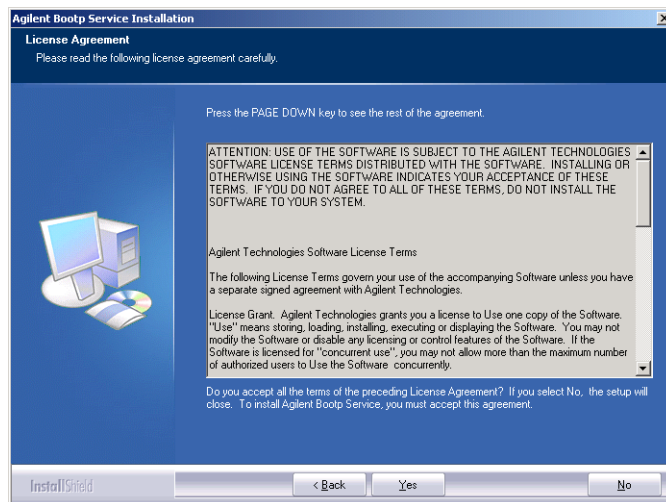 Agilent Bootp Service Installation
License Agreement
Please read the following license agreement carefully.
Press the PAGE DOWN key to see the rest of the agreement.
ATTENTION: USE OF THE SOFTWARE IS SUBJECT TO THE AGILENT TECHNOLOGIES
SOFTWARE LICENSE TERMS DISTRIBUTED WITH THE SOFTWARE. INSTALLING OR
OTHERWISE USING THE SOFTWARE INDICATES YOUR ACCEPTANCE OF THESE
TERMS. IF YOU DO NOT AGREE TO ALL OF THESE TERMS, DO NOT INSTALL THE
SOFTWARE TO YOUR SYSTEM.
Agilent Technologies Software License Terms
The following License Terms govern your use of the accompanying Software unless you have
a separate signed agreement with Agilent Technologies.
License Grant. Agilent Technologies grants you a license to Use one copy of the Software.
"Use" means storing, loading, installing, executing or displaying the Software. You may not
modify the Software or disable any licensing or control features of the Software. If the
Software is licensed for "concurrent use", you may not allow more than the maximum number
of authorized users to Use the Software concurrently.
Do you accept all the terms of the preceding License Agreement? If you select No, the setup will
close. To install Agilent Bootp Service, you must accept this agreement.
InstallShield
< Back
Yes
No